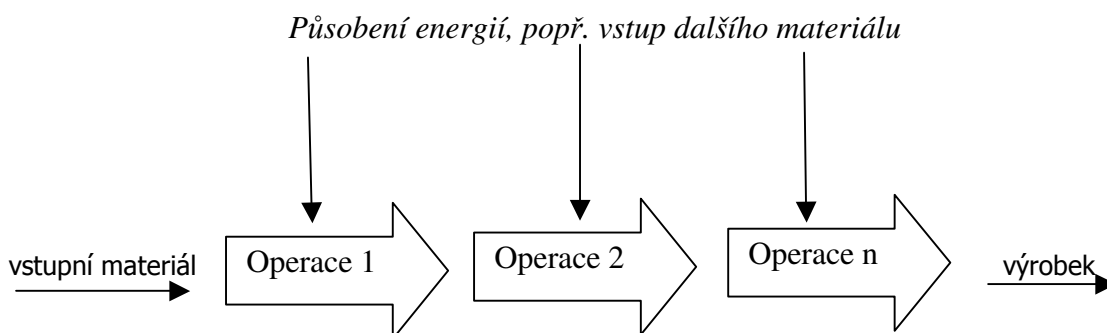 Působení energií, popř. vstup dalšího materiálu
vstupní materiál
Operace 1
Operace 2
Operace n
výrobek